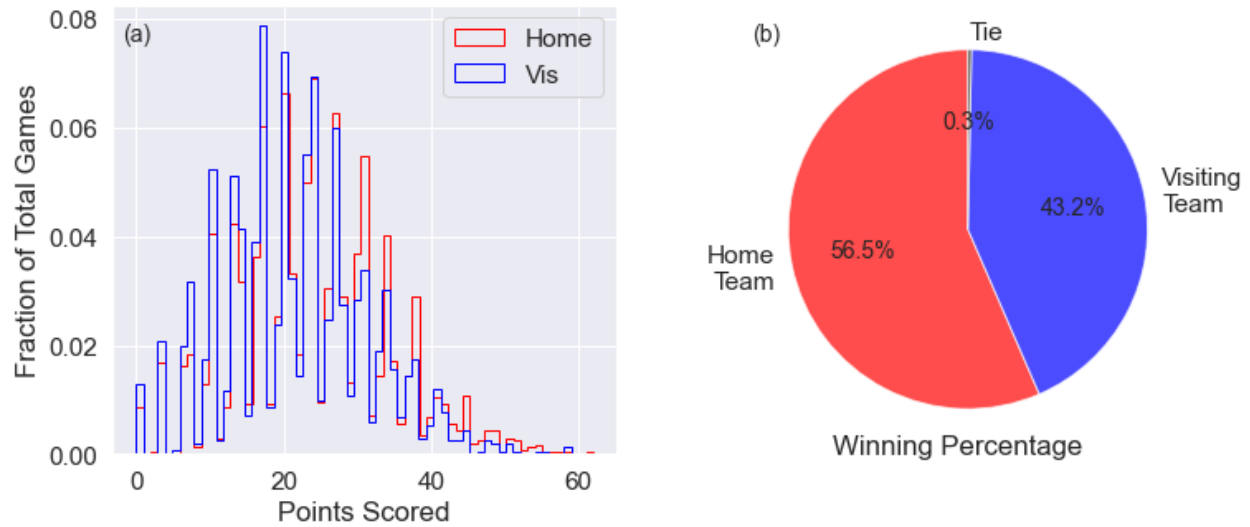 (a)
Home
Vis
Fraction of Total Games
0.08
0.06
0.04
0.02
0.00
0
20
40
60
Points Scored
(b)
Tie
0.3%
Visiting
Team
43.2%
Home
Team
56.5%
Winning Percentage